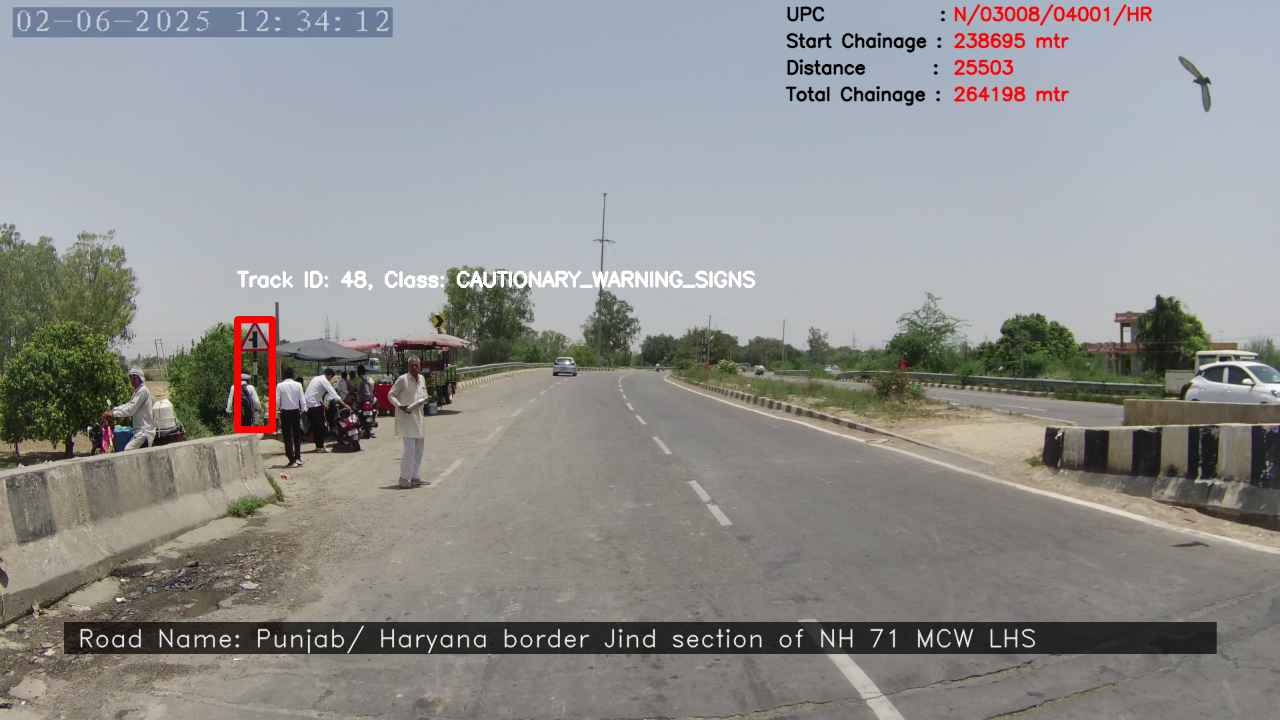 02-06-2025 12:34:12
UPC : N/03008/04001/HR
Start Chainage : 238695 mtr
Distance : 25503
Total Chainage : 264198 mtr
Track ID: 48, Class: CAUTIONARY_WARNING_SIGNS
Road Name: Punjab/ Haryana border Jind section of NH 71 MCW LHS